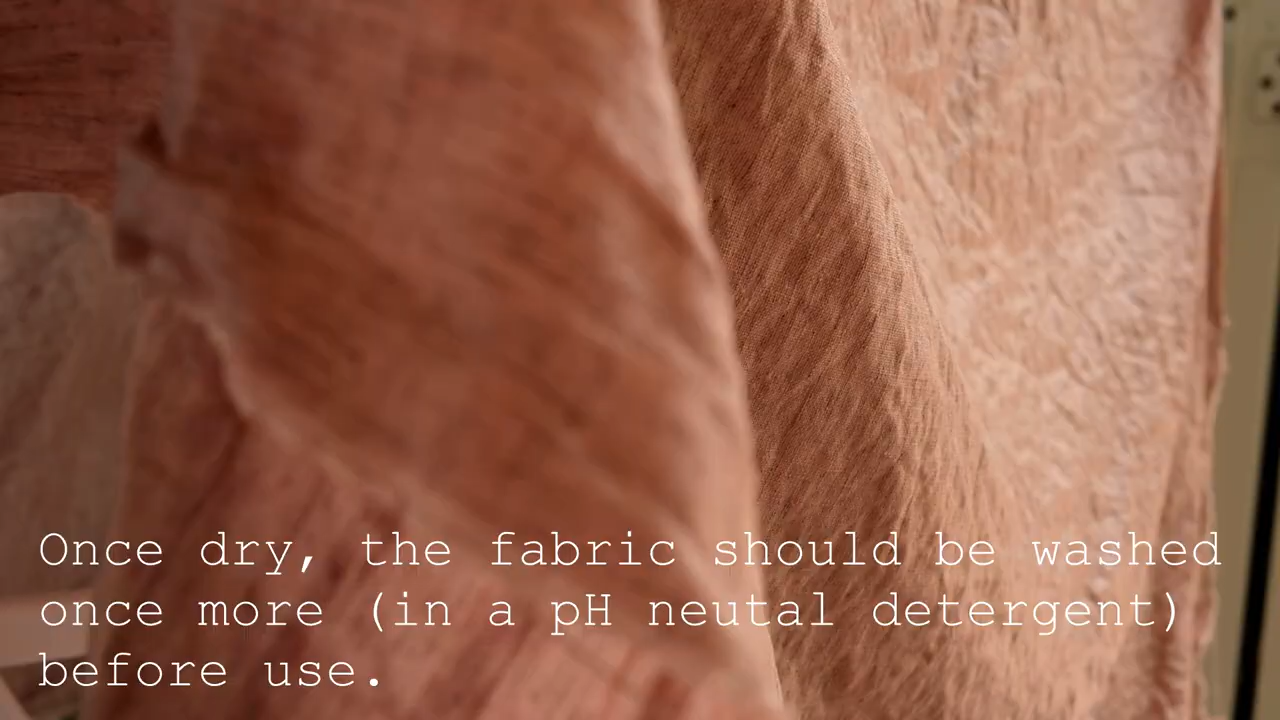 Once dry, the fabric should be washed
once more (in a pH neutal detergent)
before use.